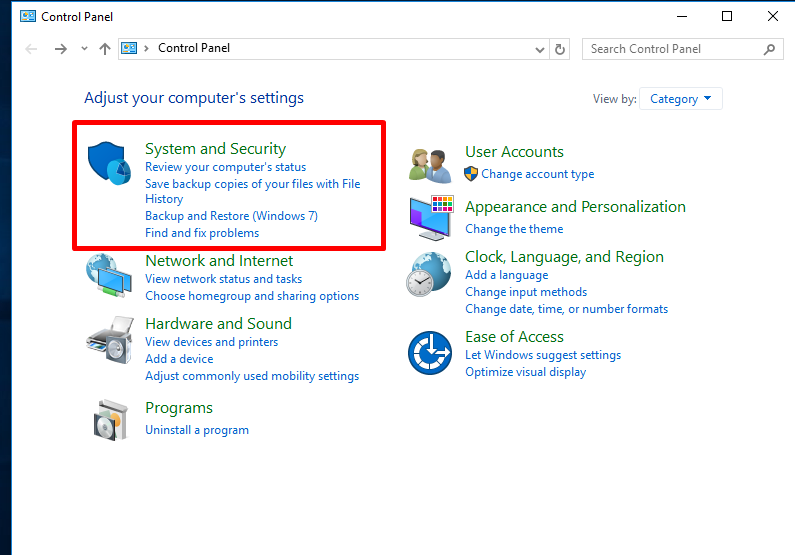 Control Panel
Control Panel
Search Control Panel
Adjust your computer's settings
View by:
Category
System and Security
Review your computer's status
Save backup copies of your files with File
History
Backup and Restore (Windows 7)
Find and fix problems
Network and Internet
View network status and tasks
Choose homegroup and sharing options
Hardware and Sound
View devices and printers
Add a device
Adjust commonly used mobility settings
Programs
Uninstall a program
User Accounts
Change account type
Appearance and Personalization
Change the theme
Clock, Language, and Region
Add a language
Change input methods
Change date, time, or number formats
Ease of Access
Let Windows suggest settings
Optimize visual display